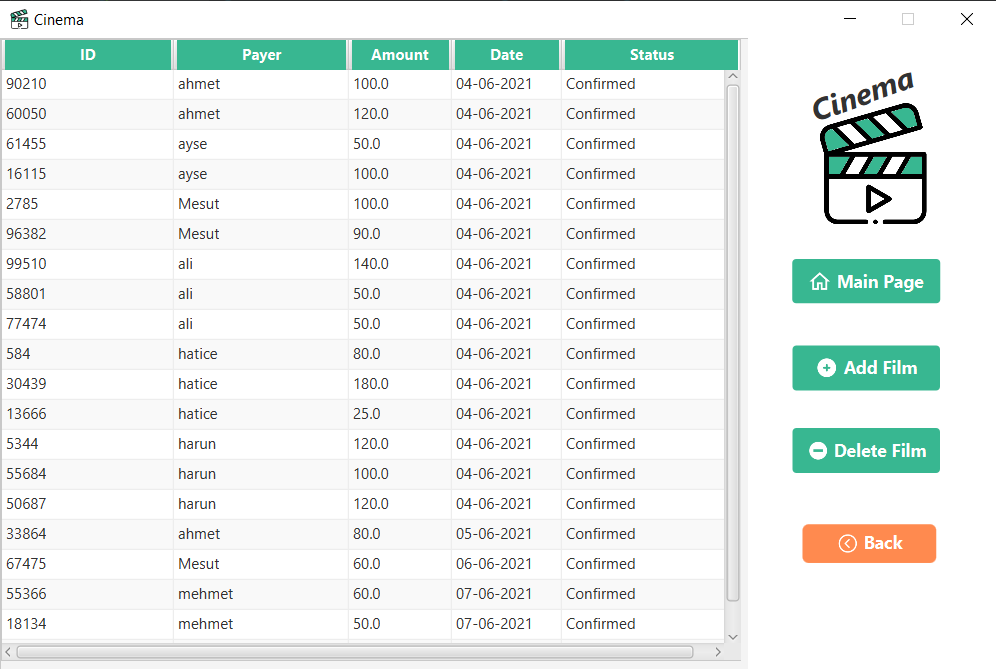 Cinema
ID Payer Amount Date Status
90210 ahmet 100.0 04-06-2021 Confirmed
60050 ahmet 120.0 04-06-2021 Confirmed
61455 ayse 50.0 04-06-2021 Confirmed
16115 ayse 100.0 04-06-2021 Confirmed
2785 Mesut 100.0 04-06-2021 Confirmed
96382 Mesut 90.0 04-06-2021 Confirmed
99510 ali 140.0 04-06-2021 Confirmed
58801 ali 50.0 04-06-2021 Confirmed
77474 ali 50.0 04-06-2021 Confirmed
584 hatice 80.0 04-06-2021 Confirmed
30439 hatice 180.0 04-06-2021 Confirmed
13666 hatice 25.0 04-06-2021 Confirmed
5344 harun 120.0 04-06-2021 Confirmed
55684 harun 100.0 04-06-2021 Confirmed
50687 harun 120.0 04-06-2021 Confirmed
33864 ahmet 80.0 05-06-2021 Confirmed
67475 Mesut 60.0 06-06-2021 Confirmed
55366 mehmet 60.0 07-06-2021 Confirmed
18134 mehmet 50.0 07-06-2021 Confirmed
Cinema
Main Page
Add Film
Delete Film
Back